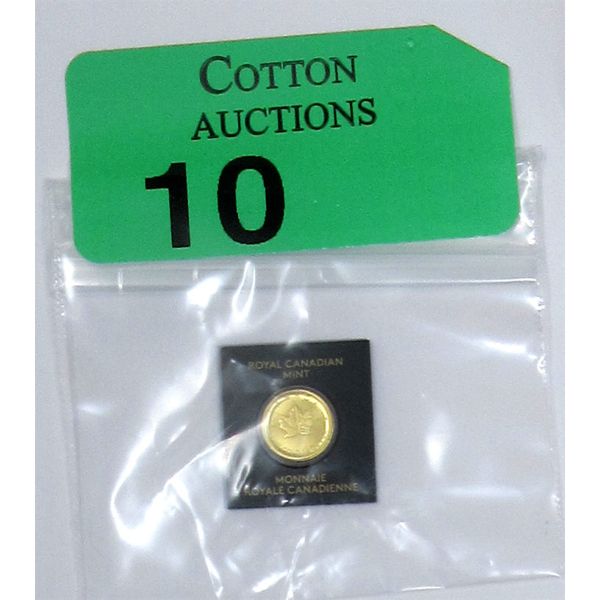 COTTON
AUCTIONS
10
ROYAL CANADIAN
MINT
MONNAIE
ROYALE CANADIENNE